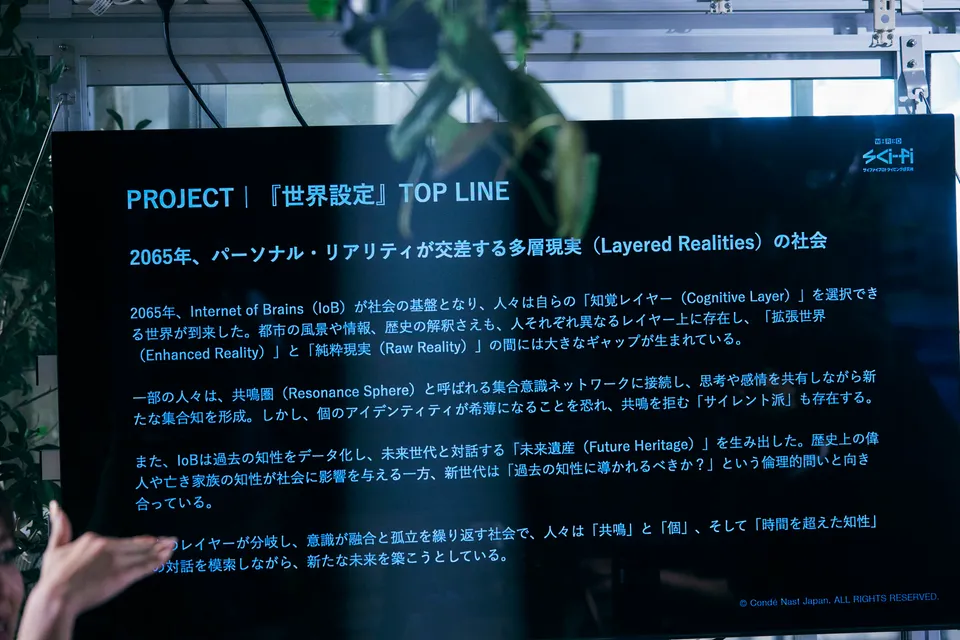 WIRED
Sci-Fi
サイファイプロトタイピング研究所
PROJECT｜『世界設定』TOP LINE
2065年、パーソナル・リアリティが交差する多層現実（Layered Realities）の社会
2065年、Internet of Brains（IoB）が社会の基盤となり、人々は自らの「知覚レイヤー（Cognitive Layer）」を選択でき
る世界が到来した。都市の風景や情報、歴史の解釈さえも、人それぞれ異なるレイヤー上に存在し、「拡張世界
（Enhanced Reality）」と「純粋現実（Raw Reality）」の間には大きなギャップが生まれている。
一部の人々は、共鳴圏（Resonance Sphere）と呼ばれる集合意識ネットワークに接続し、思考や感情を共有しながら新
たな集合知を形成。しかし、個のアイデンティティが希薄になることを恐れ、共鳴を拒む「サイレント派」も存在する。
また、IoBは過去の知性をデータ化し、未来世代と対話する「未来遺産（Future Heritage）」を生み出した。歴史上の偉
人や亡き家族の知性が社会に影響を与える一方、新世代は「過去の知性に導かれるべきか？」という倫理的問いと向き
合っている。
のレイヤーが分岐し、意識が融合と孤立を繰り返す社会で、人々は「共鳴」と「個」、そして「時間を超えた知性」
の対話を模索しながら、新たな未来を築こうとしている。
© Condé Nast Japan. ALL RIGHTS RESERVED.